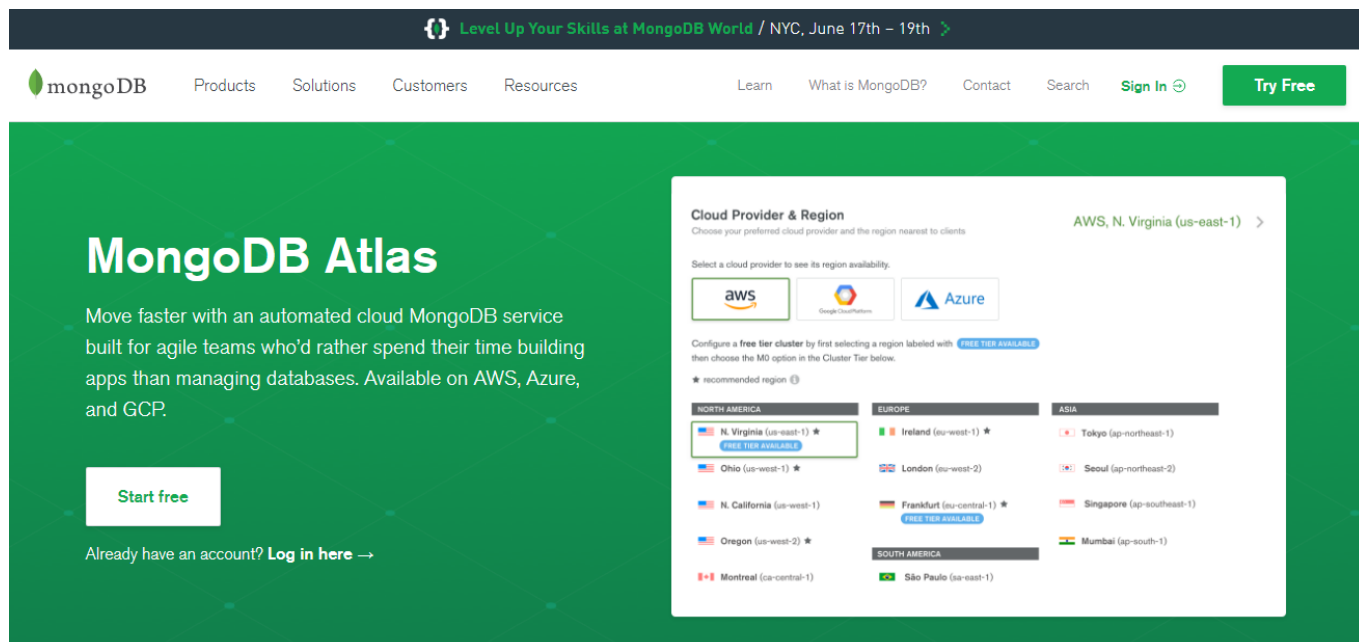 Level Up Your Skills at MongoDB World / NYC, June 17th – 19th
mongoDB
Products Solutions Customers Resources
Learn What is MongoDB? Contact Search Sign In Try Free
MongoDB Atlas
Move faster with an automated cloud MongoDB service
built for agile teams who'd rather spend their time building
apps than managing databases. Available on AWS, Azure,
and GCP.
Start free
Already have an account? Log in here →
Cloud Provider & Region
Choose your preferred cloud provider and the region nearest to clients
AWS, N. Virginia (us-east-1)
Select a cloud provider to see its region availability.
aws
Google Cloud Platform
Azure
Configure a free tier cluster by first selecting a region labeled with FREE TIER AVAILABLE
then choose the M0 option in the Cluster Tier below.
★ recommended region
NORTH AMERICA
N. Virginia (us-east-1) ★
FREE TIER AVAILABLE
Ohio (us-west-1) ★
N. California (us-west-1)
Oregon (us-west-2) ★
Montreal (ca-central-1)
EUROPE
Ireland (eu-west-1) ★
London (eu-west-2)
Frankfurt (eu-central-1) ★
FREE TIER AVAILABLE
SOUTH AMERICA
São Paulo (sa-east-1)
ASIA
Tokyo (ap-northeast-1)
Seoul (ap-northeast-2)
Singapore (ap-southeast-1)
Mumbai (ap-south-1)